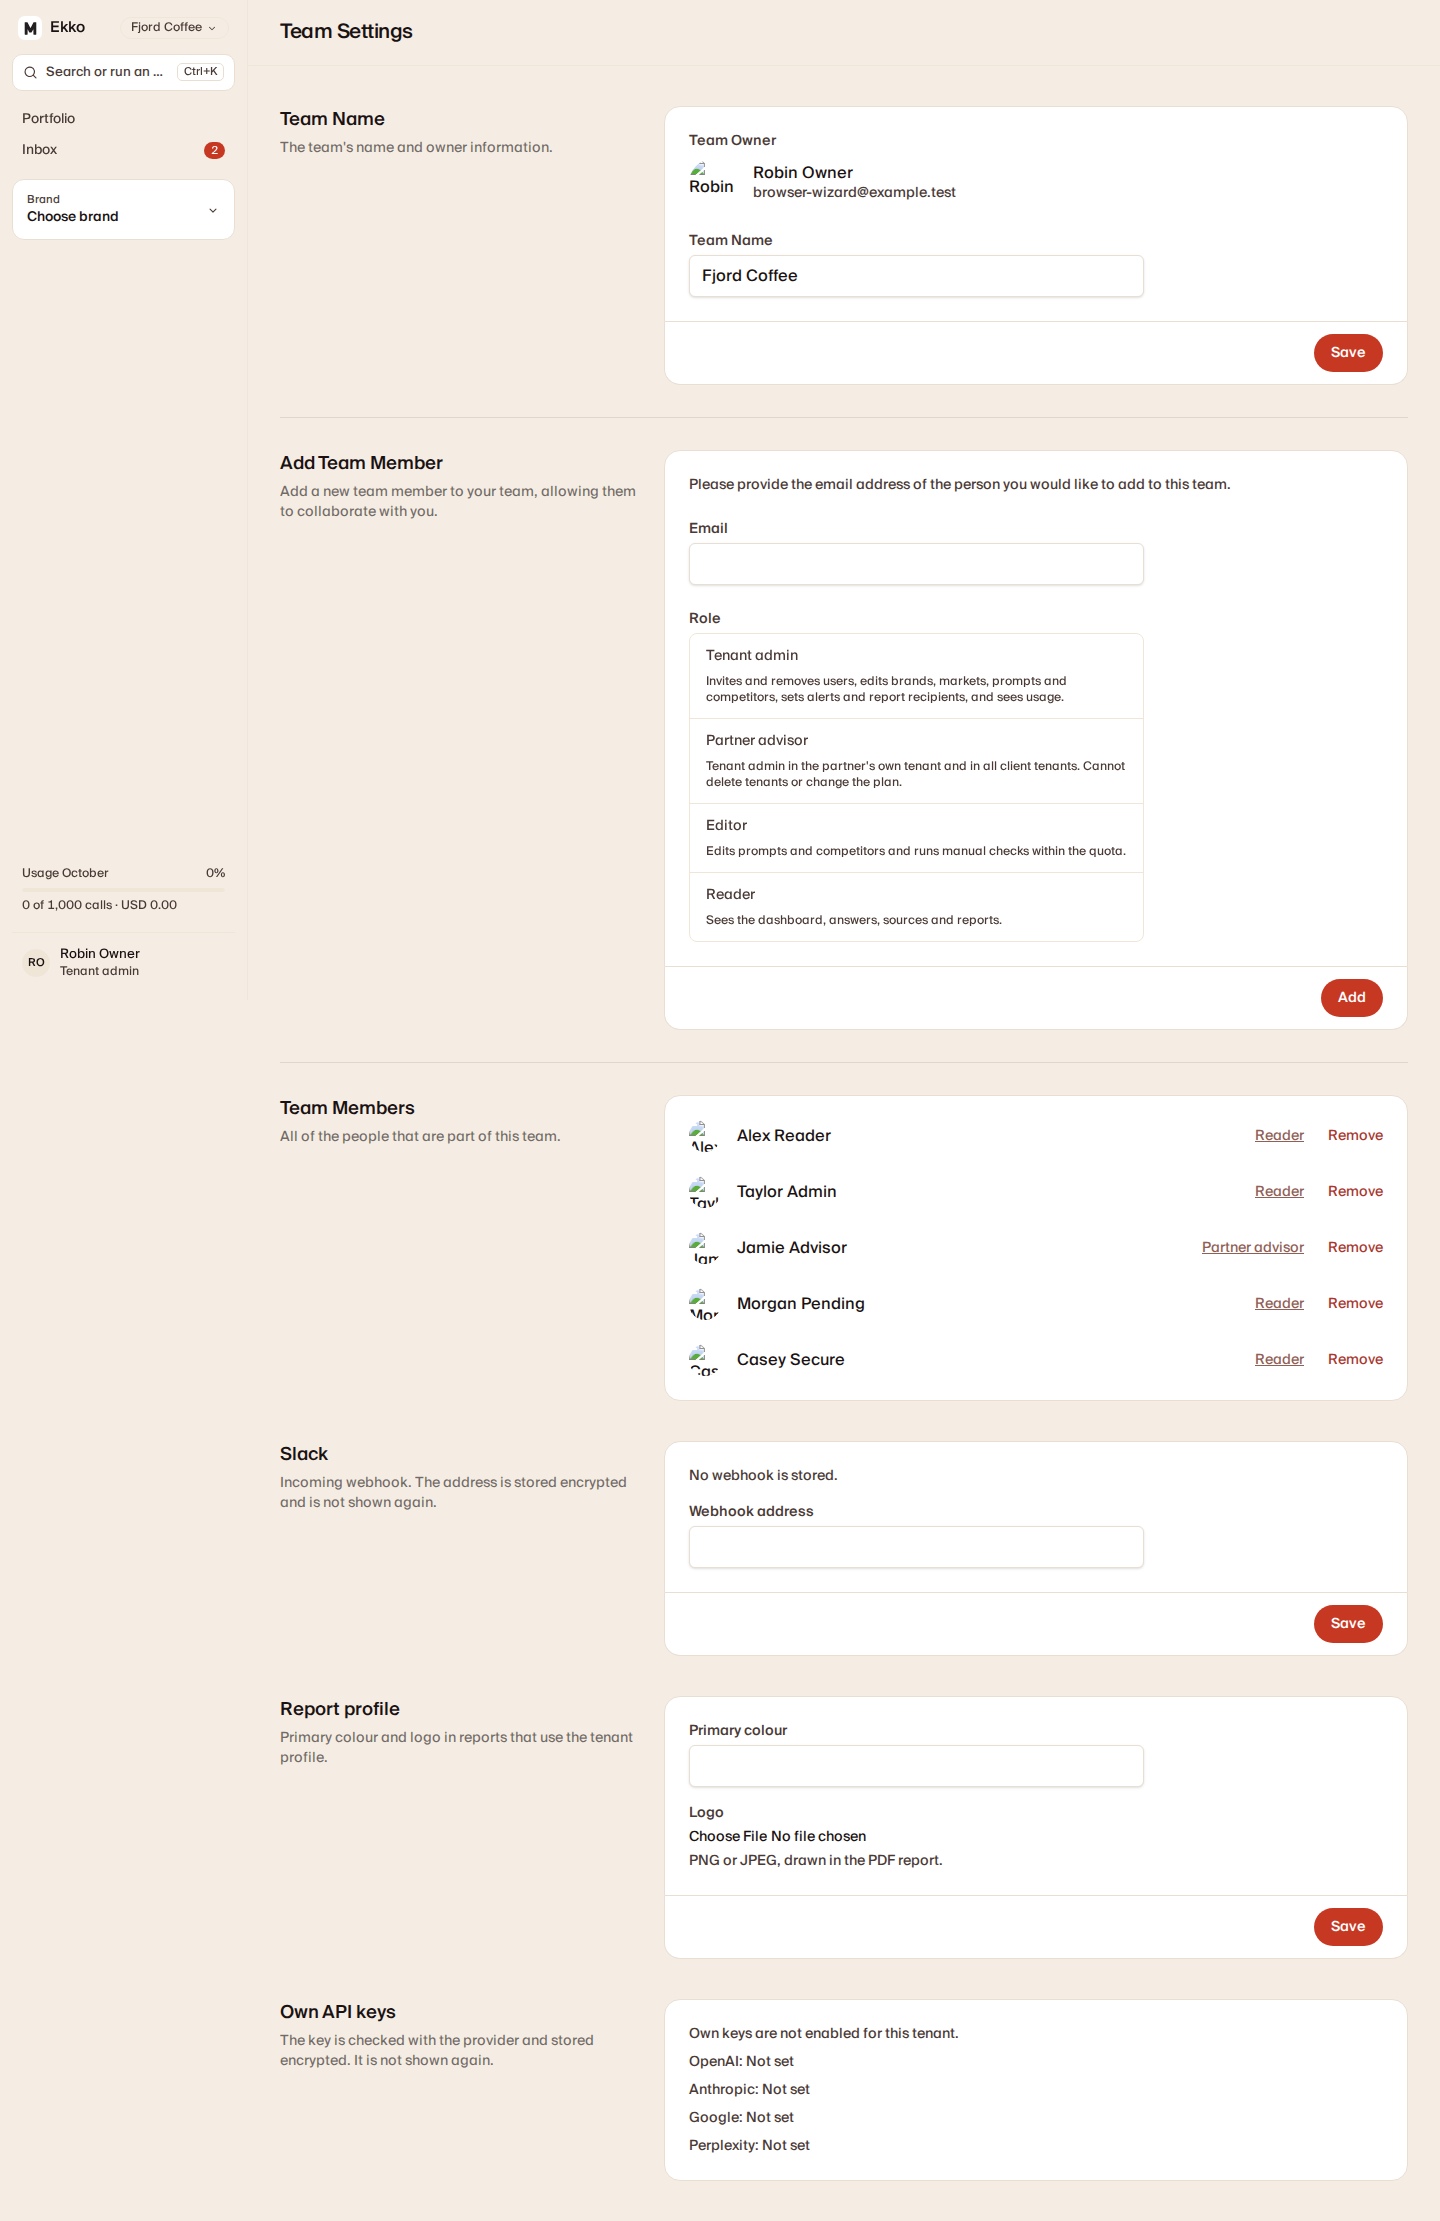 Ekko
Fjord Coffee
Search or run an ...
Ctrl+K
Portfolio
Inbox
2
Brand
Choose brand
Usage October
0%
0 of 1,000 calls · USD 0.00
RO
Robin Owner
Tenant admin
Team Settings
Team Name
The team's name and owner information.
Team Owner
Robin
Robin Owner
browser-wizard@example.test
Team Name
Fjord Coffee
Save
Add Team Member
Add a new team member to your team, allowing them
to collaborate with you.
Please provide the email address of the person you would like to add to this team.
Email
Role
Tenant admin
Invites and removes users, edits brands, markets, prompts and
competitors, sets alerts and report recipients, and sees usage.
Partner advisor
Tenant admin in the partner's own tenant and in all client tenants. Cannot
delete tenants or change the plan.
Editor
Edits prompts and competitors and runs manual checks within the quota.
Reader
Sees the dashboard, answers, sources and reports.
Add
Team Members
All of the people that are part of this team.
Alex Reader
Reader
Remove
Taylor Admin
Reader
Remove
Jamie Advisor
Partner advisor
Remove
Morgan Pending
Reader
Remove
Casey Secure
Reader
Remove
Slack
Incoming webhook. The address is stored encrypted
and is not shown again.
No webhook is stored.
Webhook address
Save
Report profile
Primary colour and logo in reports that use the tenant
profile.
Primary colour
Logo
Choose File No file chosen
PNG or JPEG, drawn in the PDF report.
Save
Own API keys
The key is checked with the provider and stored
encrypted. It is not shown again.
Own keys are not enabled for this tenant.
OpenAI: Not set
Anthropic: Not set
Google: Not set
Perplexity: Not set